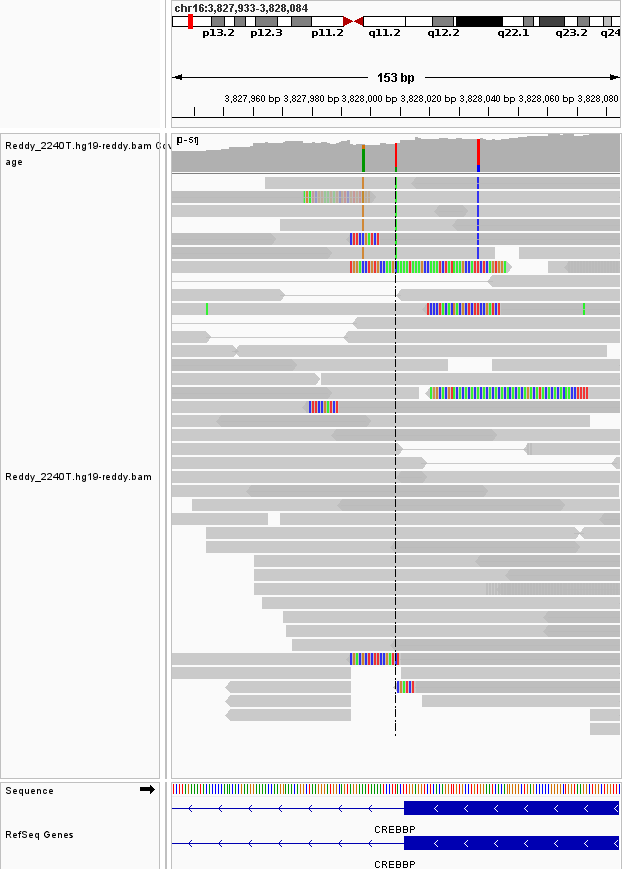 chr16:3,827,933-3,828,084
p13.2 p12.3 p11.2 q11.2 q12.2 q22.1 q23.2 q24
153 bp
3,827,960 bp 3,827,980 bp 3,828,000 bp 3,828,020 bp 3,828,040 bp 3,828,060 bp 3,828,080
Reddy_2240T.hg19-reddy.bam Cov
age
[0-51]
Reddy_2240T.hg19-reddy.bam
Sequence
CREBBP
RefSeq Genes
CREBBP